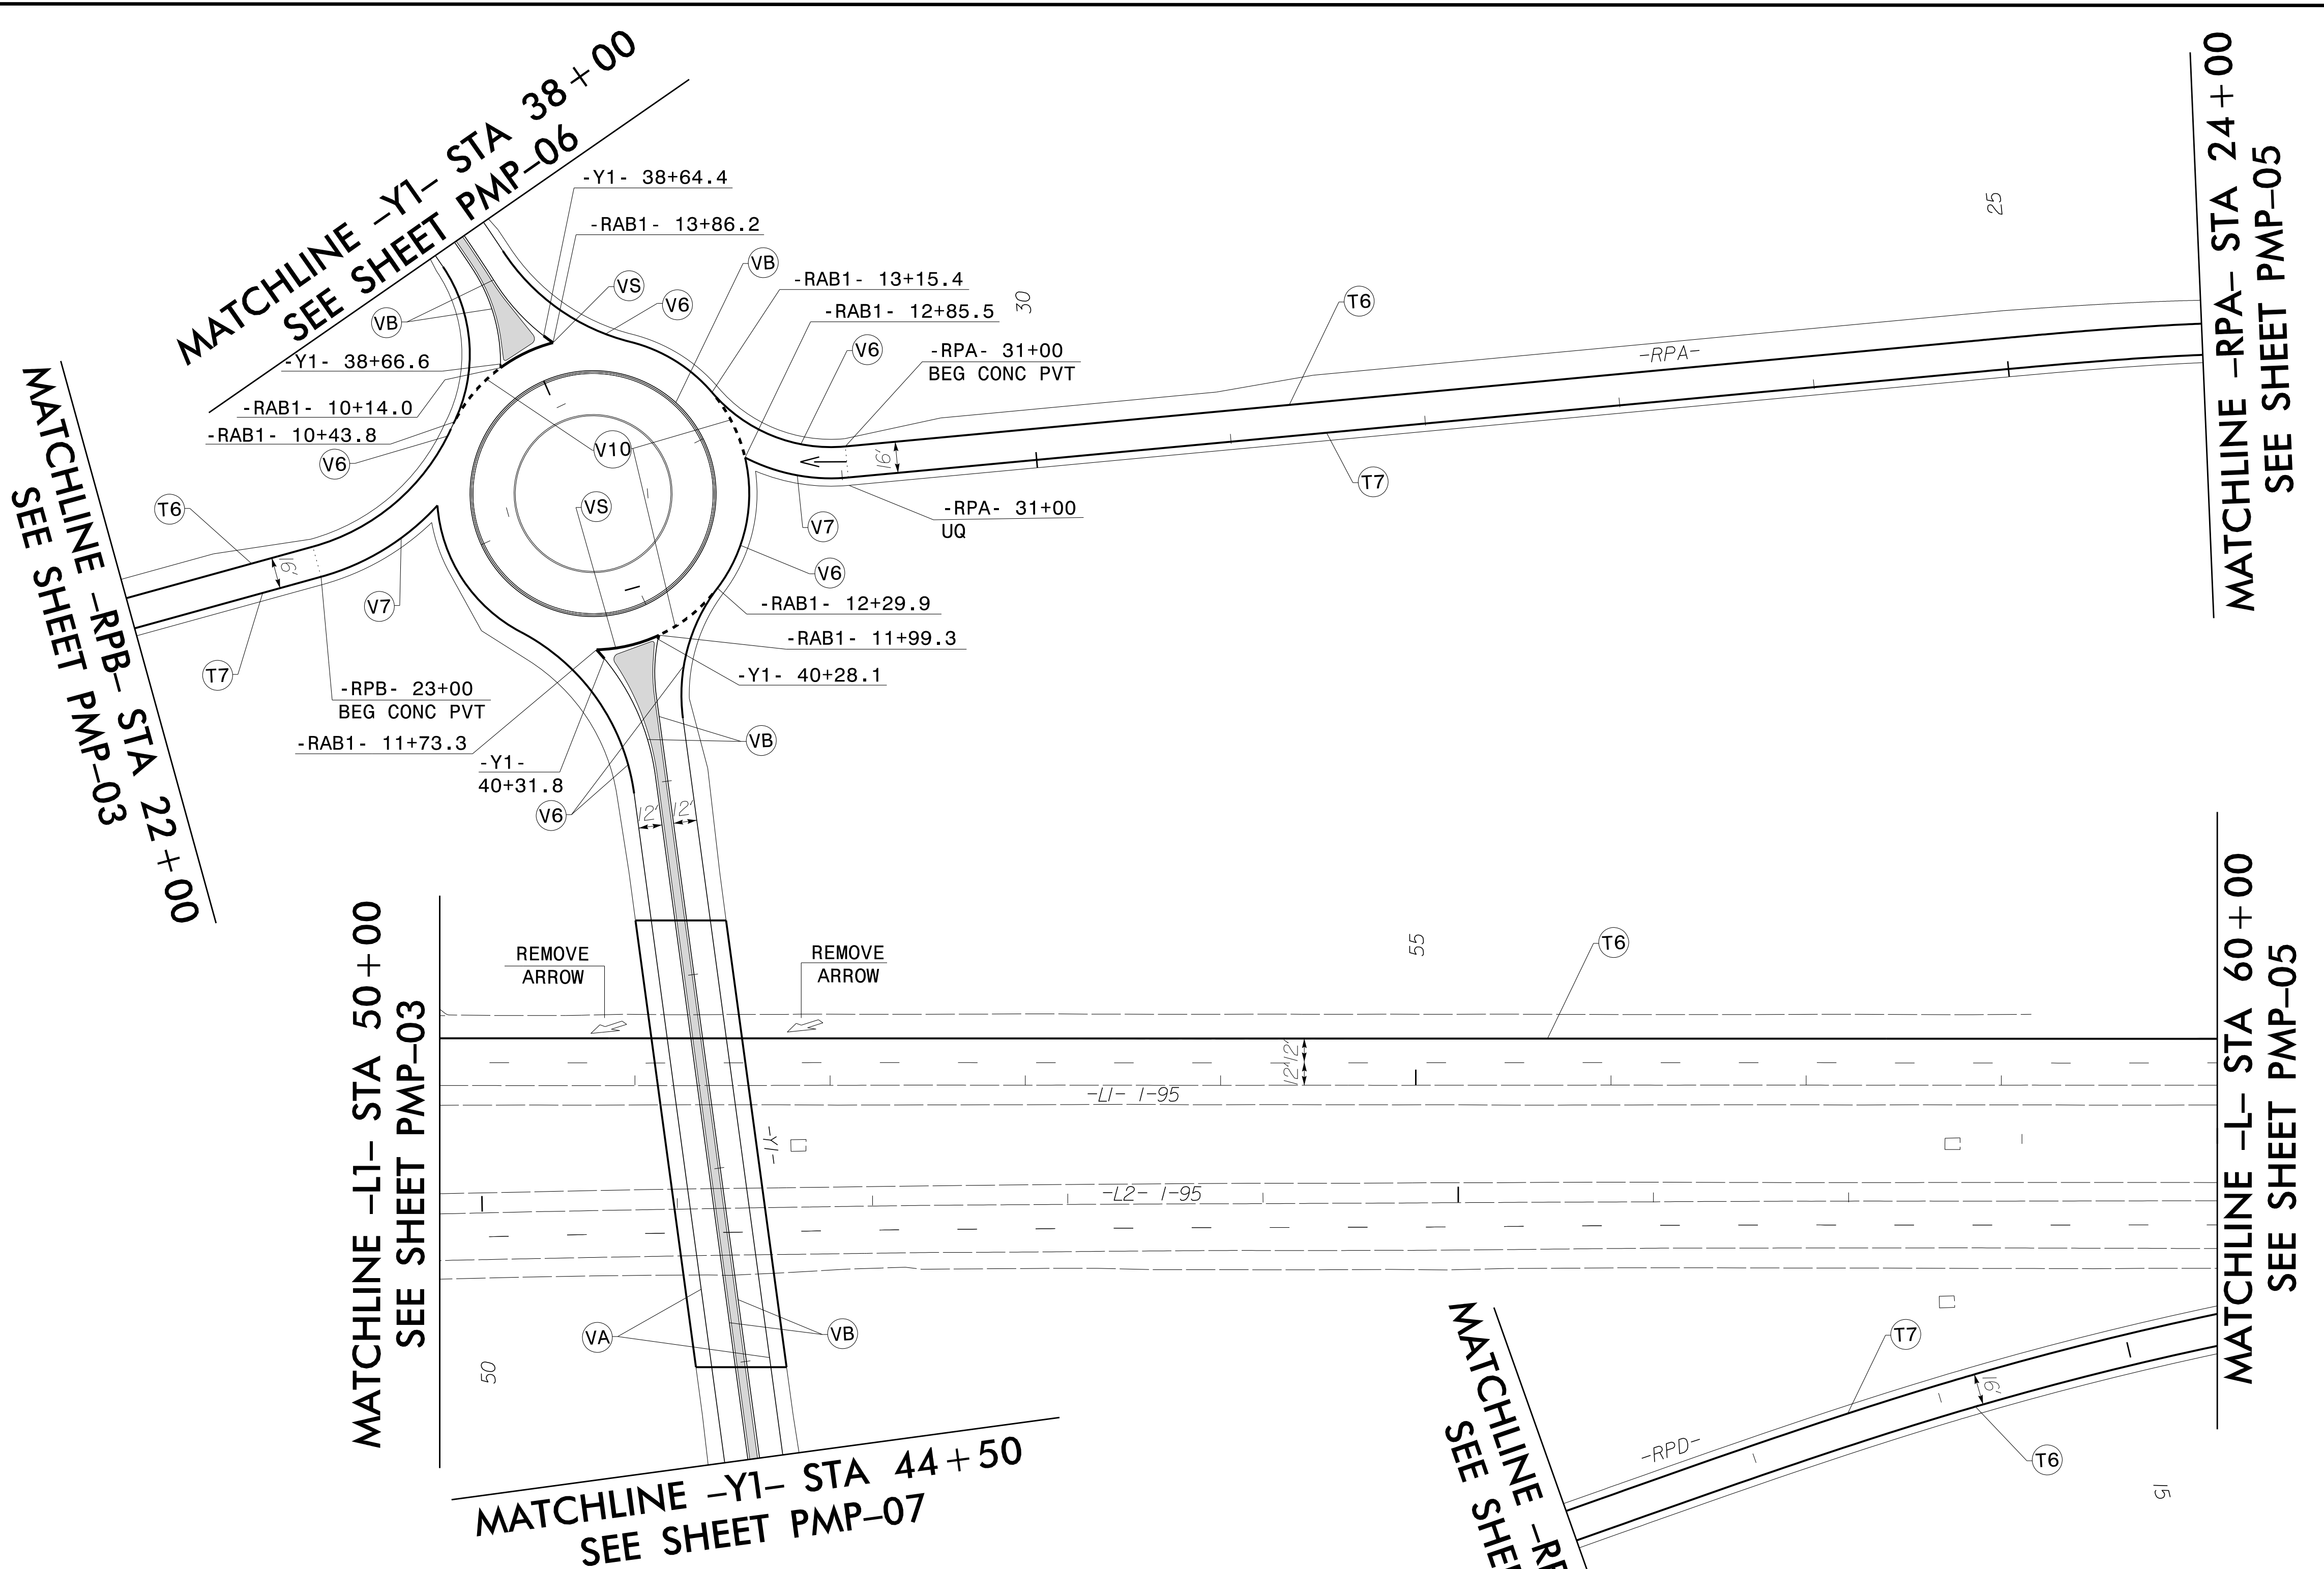 MATCHLINE –Y1– STA 38+00
SEE SHEET PMP–06
-Y1- 38+64.4
-RAB1- 13+86.2
VB
VS
-RAB1- 13+15.4
V6
-RAB1- 12+85.5
30
25
T6
VB
-Y1- 38+66.6
V6
-RPA- 31+00
BEG CONC PVT
-RPA-
MATCHLINE –RPA– STA 24+00
SEE SHEET PMP–05
-RAB1- 10+14.0
-RAB1- 10+43.8
V10
V6
16'
T7
VS
-RPA- 31+00
UQ
V7
T6
16'
V6
V7
-RAB1- 12+29.9
-RAB1- 11+99.3
-Y1- 40+28.1
T7
MATCHLINE –RPB– STA 22+00
SEE SHEET PMP–03
-RPB- 23+00
BEG CONC PVT
-RAB1- 11+73.3
VB
-Y1-
40+31.8
V6
12'
12'
REMOVE
ARROW
REMOVE
ARROW
55
T6
12'
12'
-L1- I-95
-Y1-
-L2- I-95
MATCHLINE –L1– STA 50+00
SEE SHEET PMP–03
MATCHLINE –L– STA 60+00
SEE SHEET PMP–05
VA
VB
50
T7
16'
-RPD-
T6
15
MATCHLINE –Y1– STA 44+50
SEE SHEET PMP–07
MATCHLINE
SEE